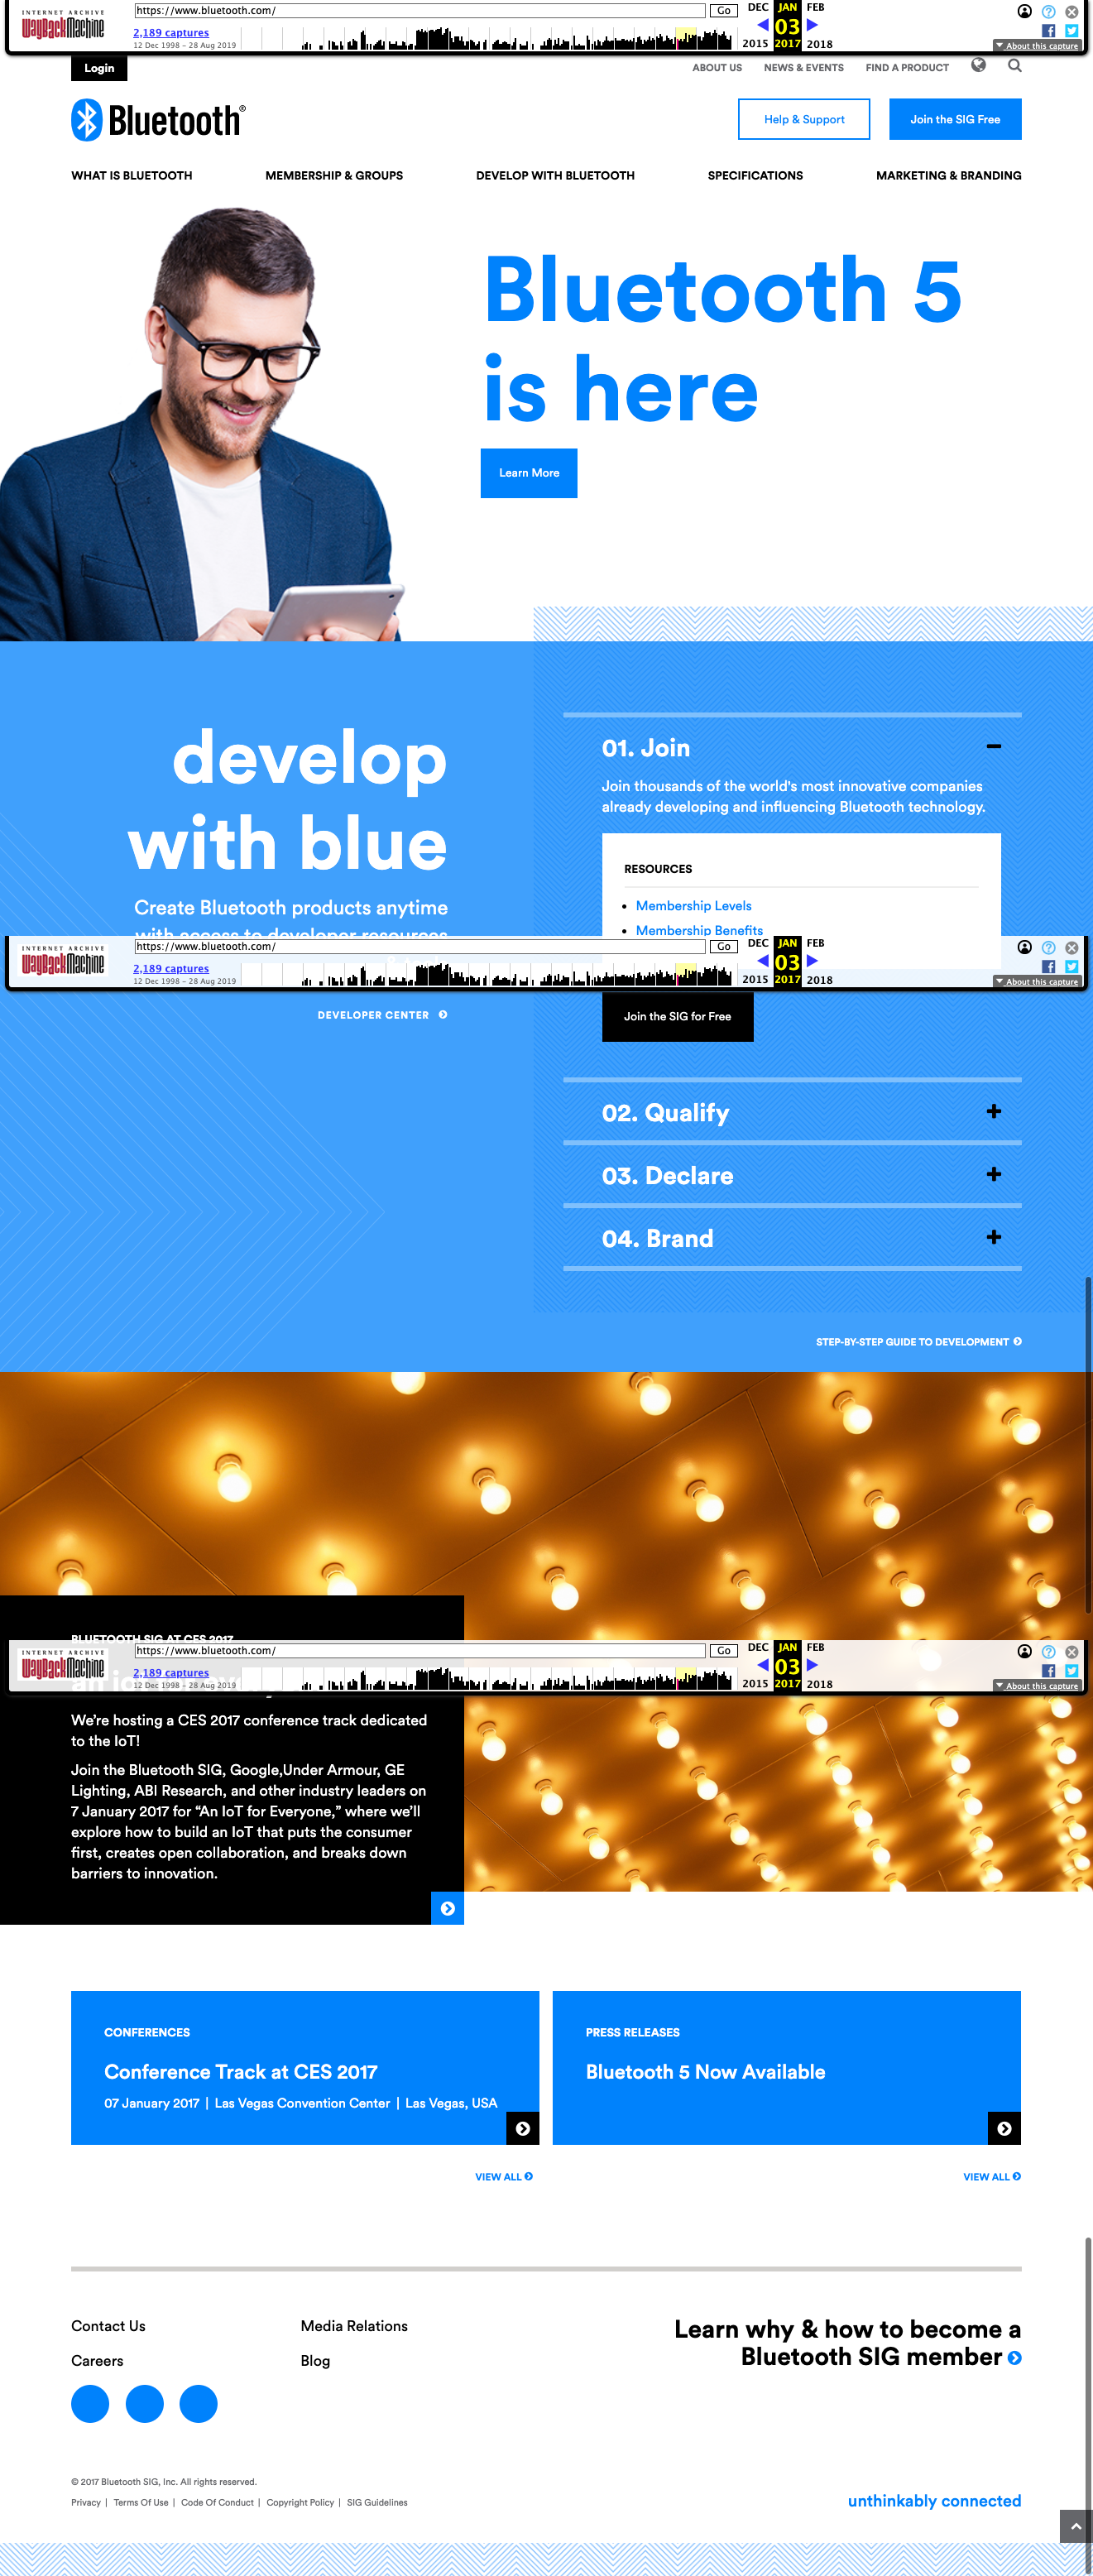 INTERNET ARCHIVE
WayBackMachine
https://www.bluetooth.com/
Go
DEC
JAN
FEB
2,189 captures
03
12 Dec 1998 – 28 Aug 2019
2015
2017
2018
About this capture
Login
ABOUT US
NEWS & EVENTS
FIND A PRODUCT
Bluetooth®
Help & Support
Join the SIG Free
WHAT IS BLUETOOTH
MEMBERSHIP & GROUPS
DEVELOP WITH BLUETOOTH
SPECIFICATIONS
MARKETING & BRANDING
Bluetooth 5
is here
Learn More
develop
with blue
Create Bluetooth products anytime
with access to developer resources
01. Join
Join thousands of the world's most innovative companies
already developing and influencing Bluetooth technology.
RESOURCES
Membership Levels
Membership Benefits
INTERNET ARCHIVE
WayBackMachine
https://www.bluetooth.com/
Go
DEC
JAN
FEB
2,189 captures
03
12 Dec 1998 – 28 Aug 2019
2015
2017
2018
About this capture
DEVELOPER CENTER
Join the SIG for Free
02. Qualify
03. Declare
04. Brand
STEP-BY-STEP GUIDE TO DEVELOPMENT
BLUETOOTH SIG AT CES 2017
INTERNET ARCHIVE
WayBackMachine
https://www.bluetooth.com/
Go
DEC
JAN
FEB
2,189 captures
03
12 Dec 1998 – 28 Aug 2019
2015
2017
2018
About this capture
We're hosting a CES 2017 conference track dedicated
to the IoT!
Join the Bluetooth SIG, Google,Under Armour, GE
Lighting, ABI Research, and other industry leaders on
7 January 2017 for “An IoT for Everyone,” where we'll
explore how to build an IoT that puts the consumer
first, creates open collaboration, and breaks down
barriers to innovation.
CONFERENCES
Conference Track at CES 2017
07 January 2017 | Las Vegas Convention Center | Las Vegas, USA
VIEW ALL
PRESS RELEASES
Bluetooth 5 Now Available
VIEW ALL
Contact Us
Media Relations
Careers
Blog
Learn why & how to become a
Bluetooth SIG member
© 2017 Bluetooth SIG, Inc. All rights reserved.
Privacy | Terms Of Use | Code Of Conduct | Copyright Policy | SIG Guidelines
unthinkably connected